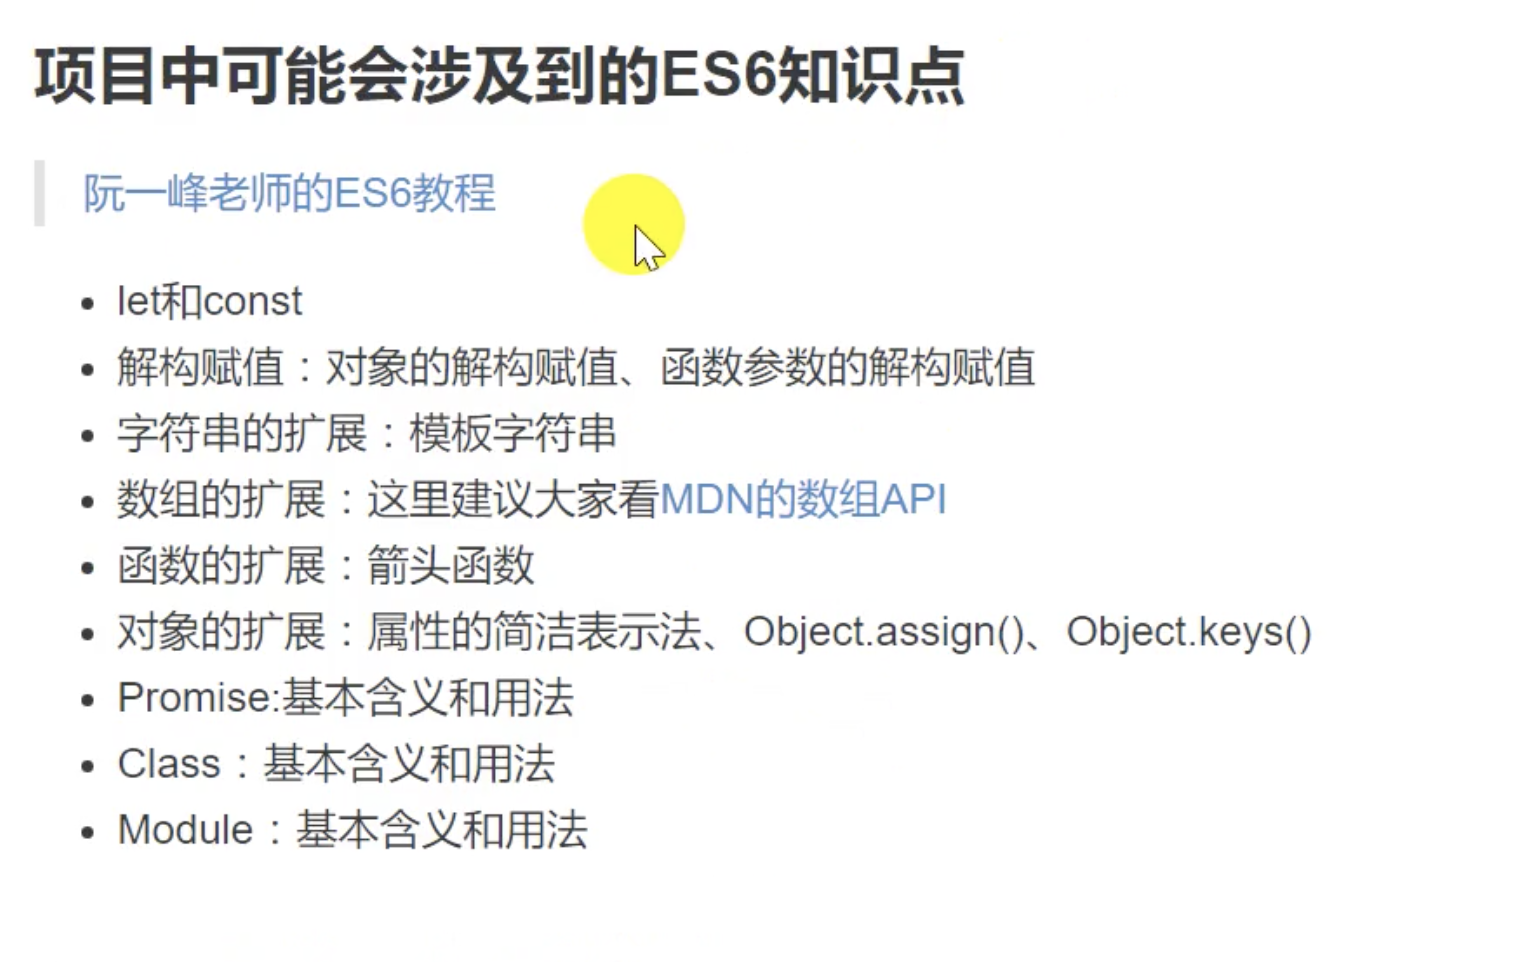 项目中可能会涉及到的ES6知识点
阮一峰老师的ES6教程
let和const
解构赋值：对象的解构赋值、函数参数的解构赋值
字符串的扩展：模板字符串
数组的扩展：这里建议大家看MDN的数组API
函数的扩展：箭头函数
对象的扩展：属性的简洁表示法、Object.assign()、Object.keys()
Promise:基本含义和用法
Class：基本含义和用法
Module：基本含义和用法